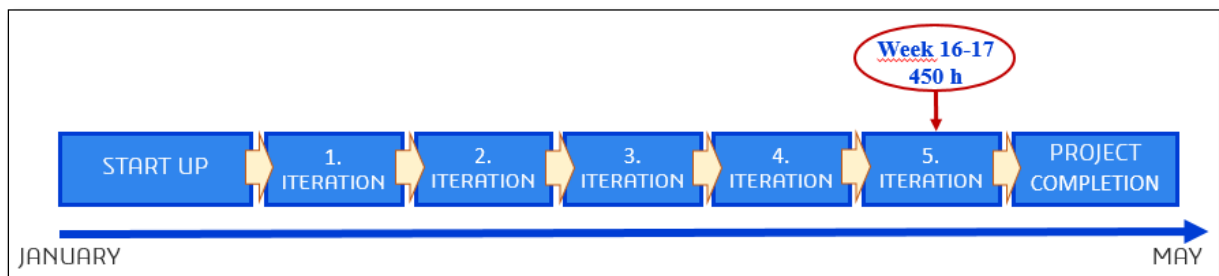 Week 16-17
450 h
START UP
1.
ITERATION
2.
ITERATION
3.
ITERATION
4.
ITERATION
5.
ITERATION
PROJECT
COMPLETION
JANUARY
MAY